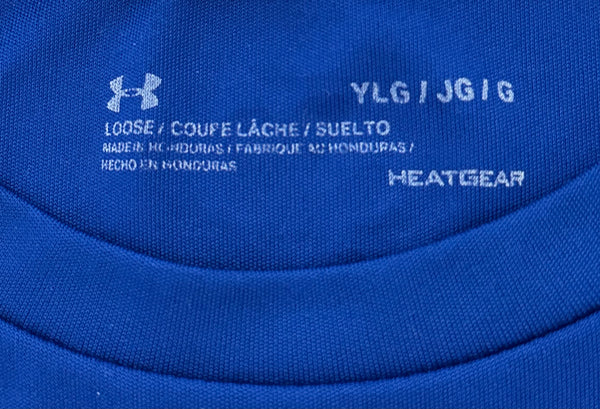 YLG / JG / G
LOOSE / COUPE LÂCHE / SUELTO
MADE IN HONDURAS / FABRIQUÉ AU HONDURAS /
HECHO EN HONDURAS
HEATGEAR